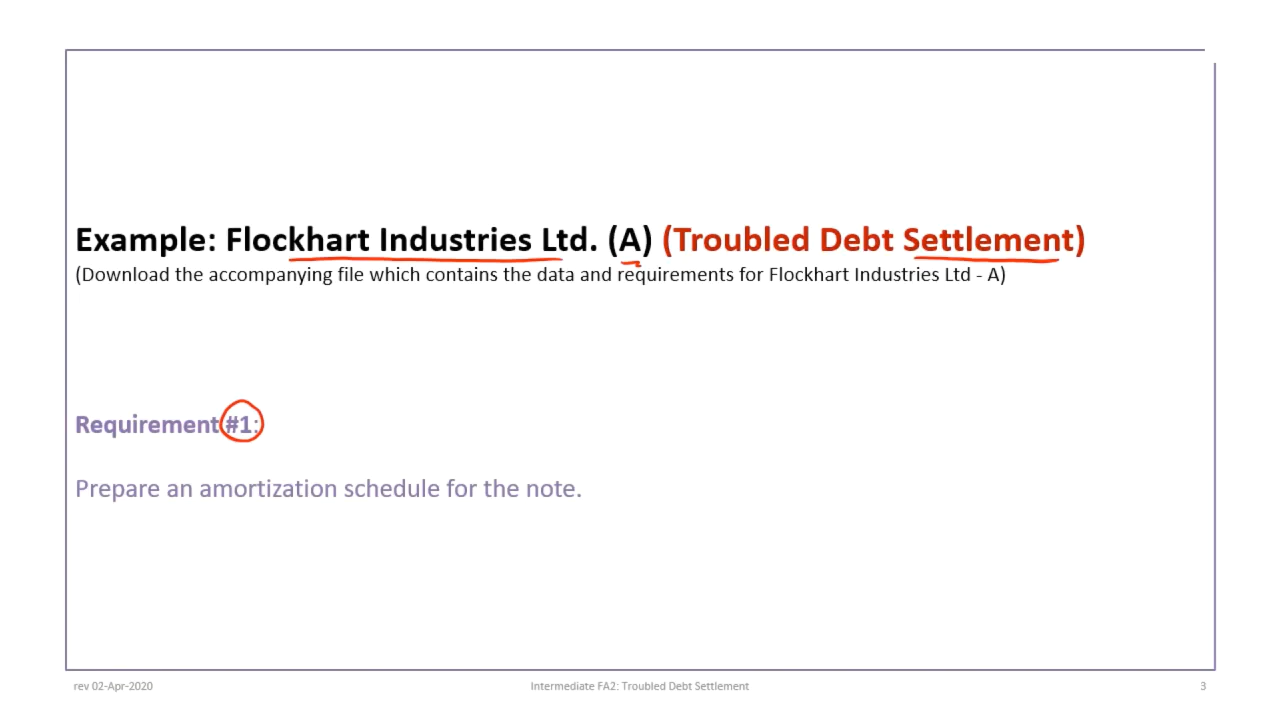 Example: Flockhart Industries Ltd. (A) (Troubled Debt Settlement)
(Download the accompanying file which contains the data and requirements for Flockhart Industries Ltd - A)
Requirement #1:
Prepare an amortization schedule for the note.
rev 02-Apr-2020 Intermediate FA2: Troubled Debt Settlement 3